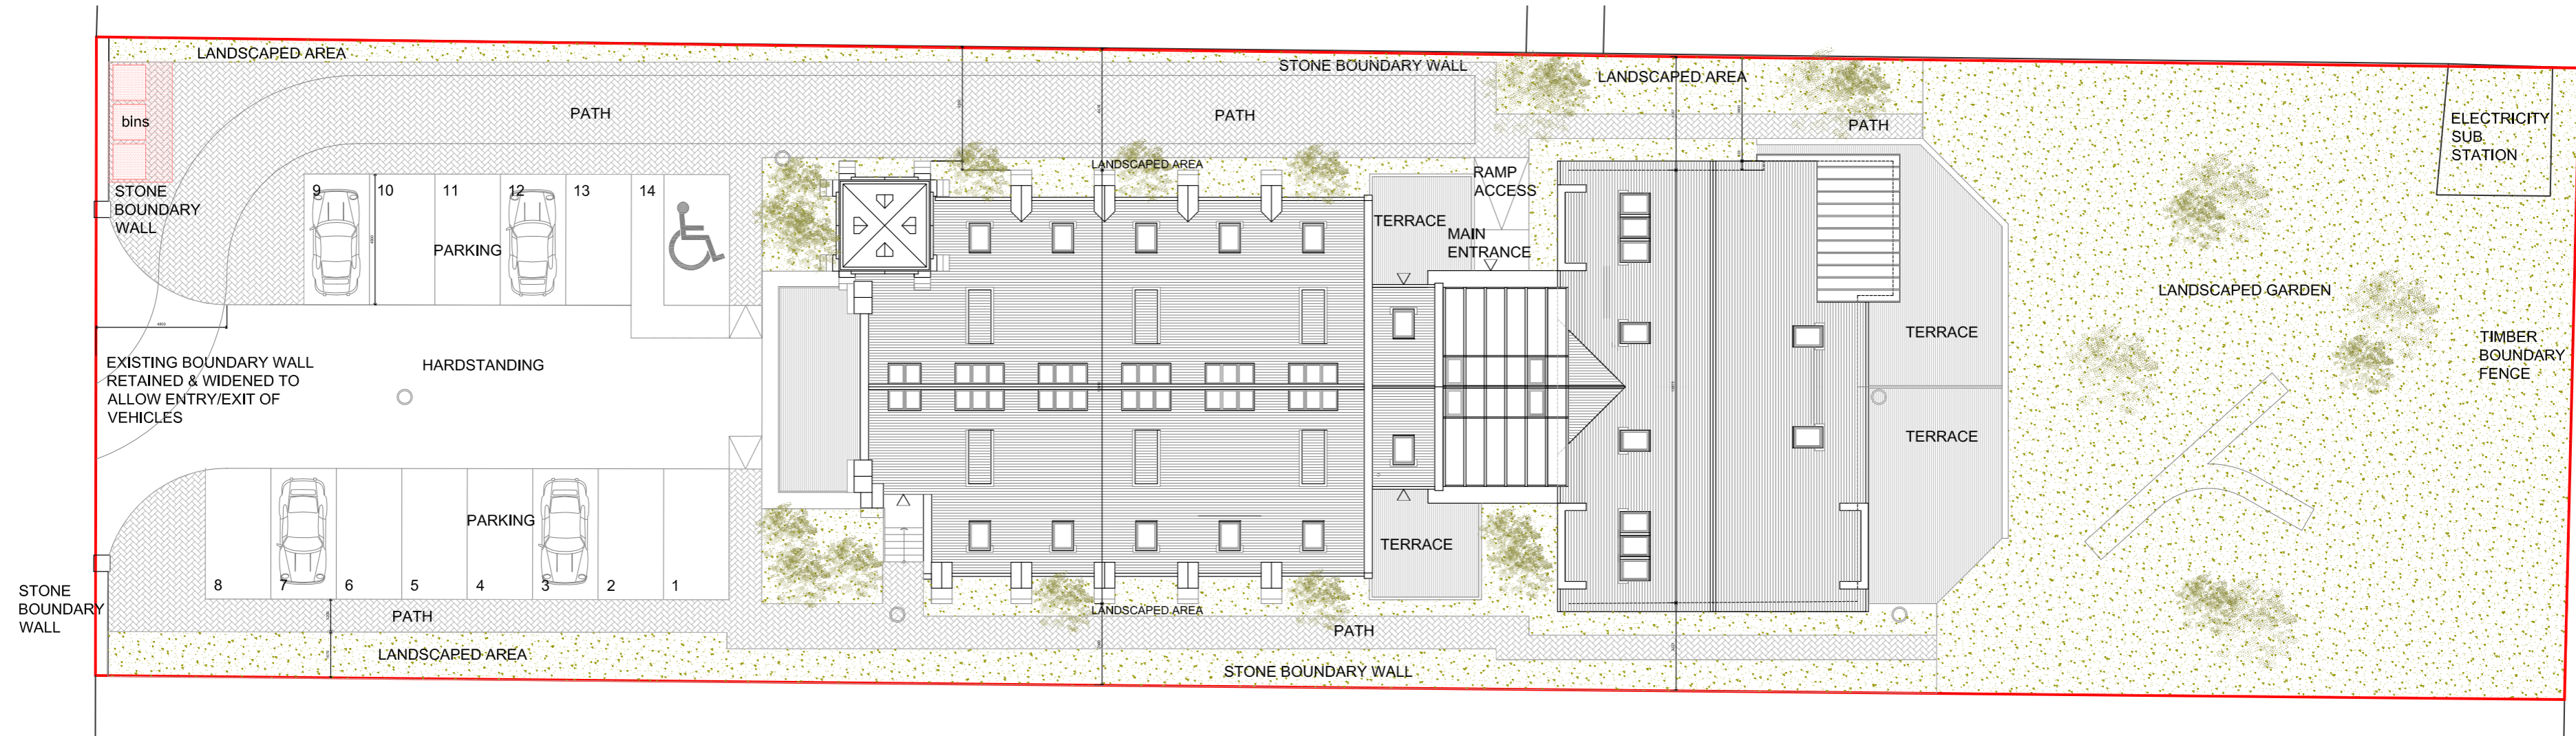 LANDSCAPED AREA
STONE BOUNDARY WALL
LANDSCAPED AREA
bins
PATH
PATH
PATH
ELECTRICITY
SUB
STATION
STONE
BOUNDARY
WALL
9
10
11
12
13
14
PARKING
LANDSCAPED AREA
RAMP
ACCESS
TERRACE
MAIN
ENTRANCE
LANDSCAPED GARDEN
EXISTING BOUNDARY WALL
RETAINED & WIDENED TO
ALLOW ENTRY/EXIT OF
VEHICLES
HARDSTANDING
TERRACE
TIMBER
BOUNDARY
FENCE
TERRACE
PARKING
TERRACE
8
7
6
5
4
3
2
1
STONE
BOUNDARY
WALL
PATH
LANDSCAPED AREA
PATH
LANDSCAPED AREA
STONE BOUNDARY WALL